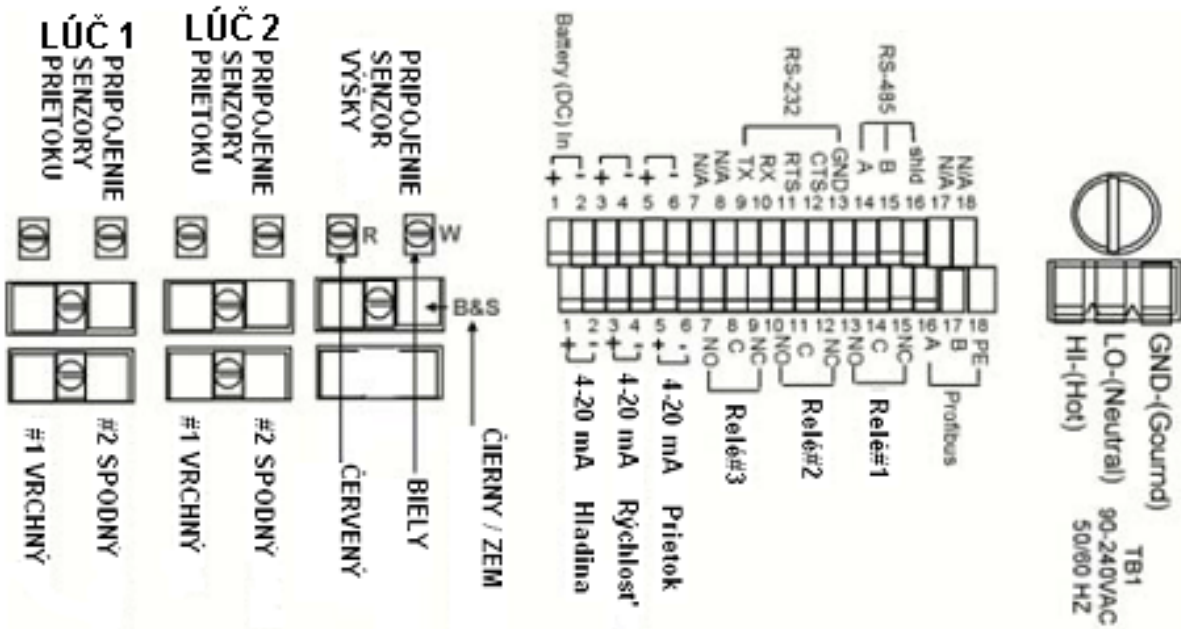 LÚČ 1
PRIPOJENIE
SENZORY
PRIETOKU
#1 VRCHNÝ
#2 SPODNÝ
LÚČ 2
PRIPOJENIE
SENZORY
PRIETOKU
#1 VRCHNÝ
#2 SPODNÝ
PRIPOJENIE
SENZOR
VÝŠKY
R
W
B&S
ČERVENÝ
BIELY
ČIERNY / ZEM
Battery (DC) In
RS-232
RS-485
+ - + - + - N/A N/A TX RX RTS CTS GND A B shld N/A N/A
1 2 3 4 5 6 7 8 9 10 11 12 13 14 15 16 17 18
1 2 3 4 5 6 7 8 9 10 11 12 13 14 15 16 17 18
+ - + - + - NO C NC NO C NC NO C NC A B PE
4-20 mA Hladina
4-20 mA Rýchlosť
4-20 mA Prietok
Relé#3
Relé#2
Relé#1
Profibus
GND-(Gournd)
LO-(Neutral)
HI-(Hot)
TB1
90-240VAC
50/60 HZ